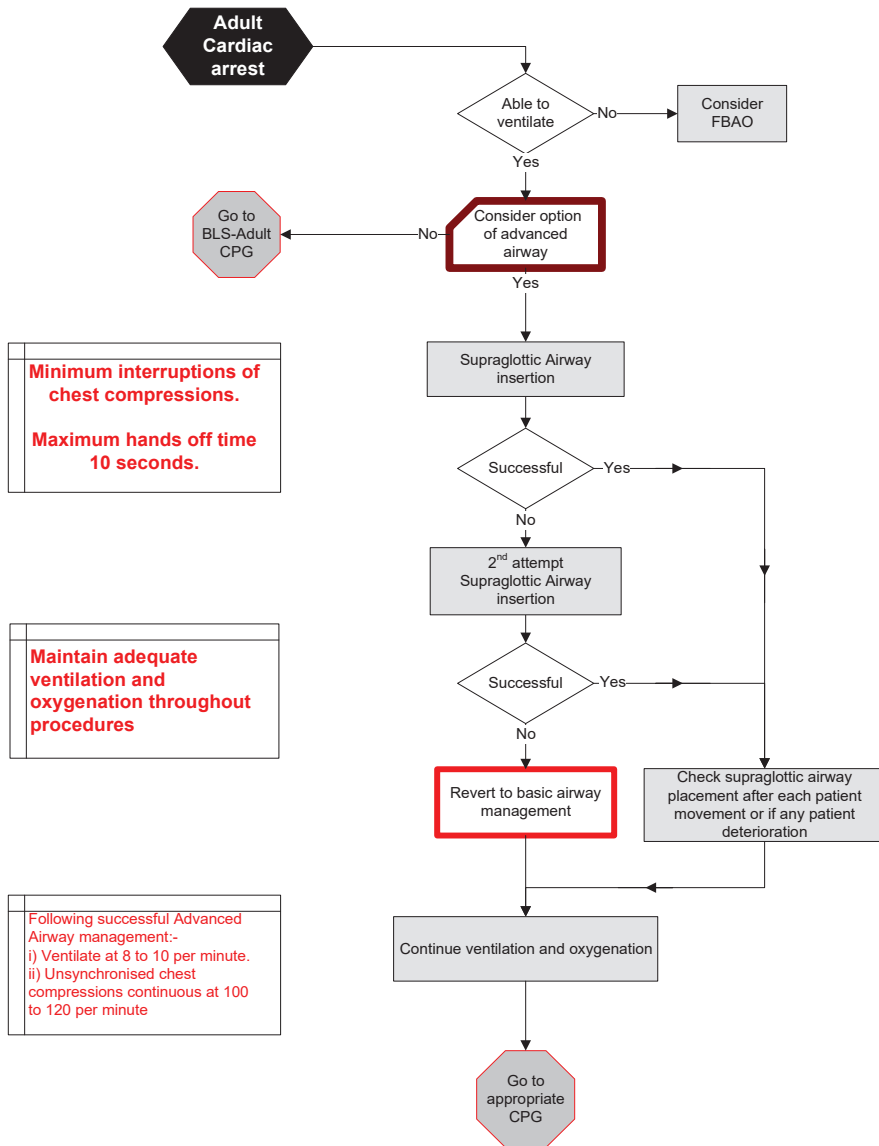 Adult
Cardiac
arrest
Able to
ventilate
No
Consider
FBAO
Yes
Go to
BLS-Adult
CPG
No
Consider option
of advanced
airway
Yes
Minimum interruptions of
chest compressions.
Maximum hands off time
10 seconds.
Supraglottic Airway
insertion
Successful
Yes
No
2nd attempt
Supraglottic Airway
insertion
Maintain adequate
ventilation and
oxygenation throughout
procedures
Successful
Yes
No
Revert to basic airway
management
Check supraglottic airway
placement after each patient
movement or if any patient
deterioration
Following successful Advanced
Airway management:-
i) Ventilate at 8 to 10 per minute.
ii) Unsynchronised chest
compressions continuous at 100
to 120 per minute
Continue ventilation and oxygenation
Go to
appropriate
CPG